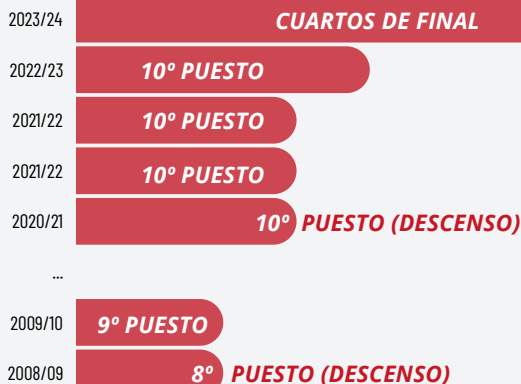 2023/24 CUARTOS DE FINAL
2022/23 10º PUESTO
2021/22 10º PUESTO
2021/22 10º PUESTO
2020/21 10º PUESTO (DESCENSO)
...
2009/10 9º PUESTO
2008/09 8º PUESTO (DESCENSO)